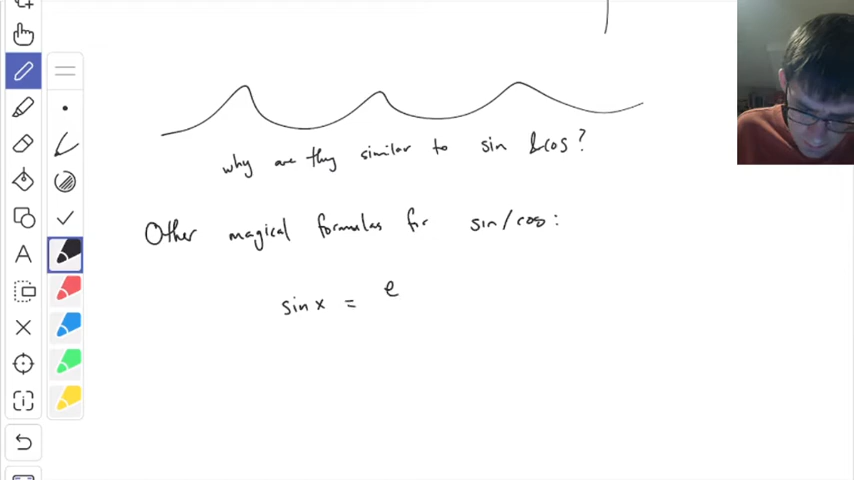 why are they similar to sin & cos?
Other magical formulas for sin/cos:
sin x = e